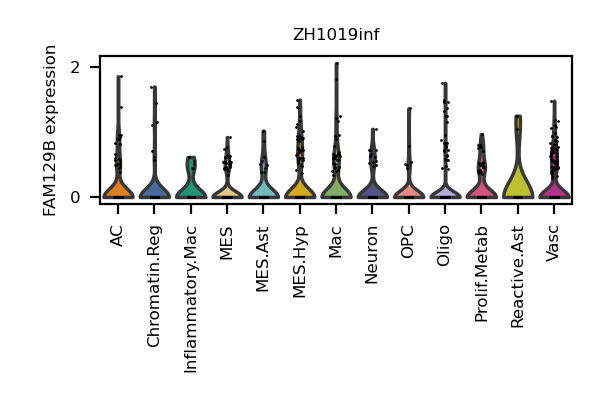 ZH1019inf
FAM129B expression
2
0
AC
Chromatin.Reg
Inflammatory.Mac
MES
MES.Ast
MES.Hyp
Mac
Neuron
OPC
Oligo
Prolif.Metab
Reactive.Ast
Vasc